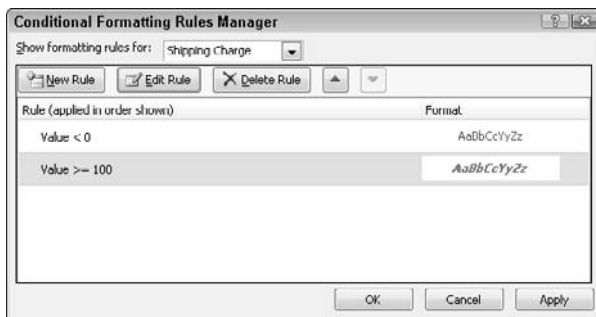 Conditional Formatting Rules Manager
Show formatting rules for: Shipping Charge
New Rule Edit Rule Delete Rule
Rule (applied in order shown) Format
Value < 0 AaBbCcYyZz
Value >= 100 AaBbCcYyZz
OK Cancel Apply